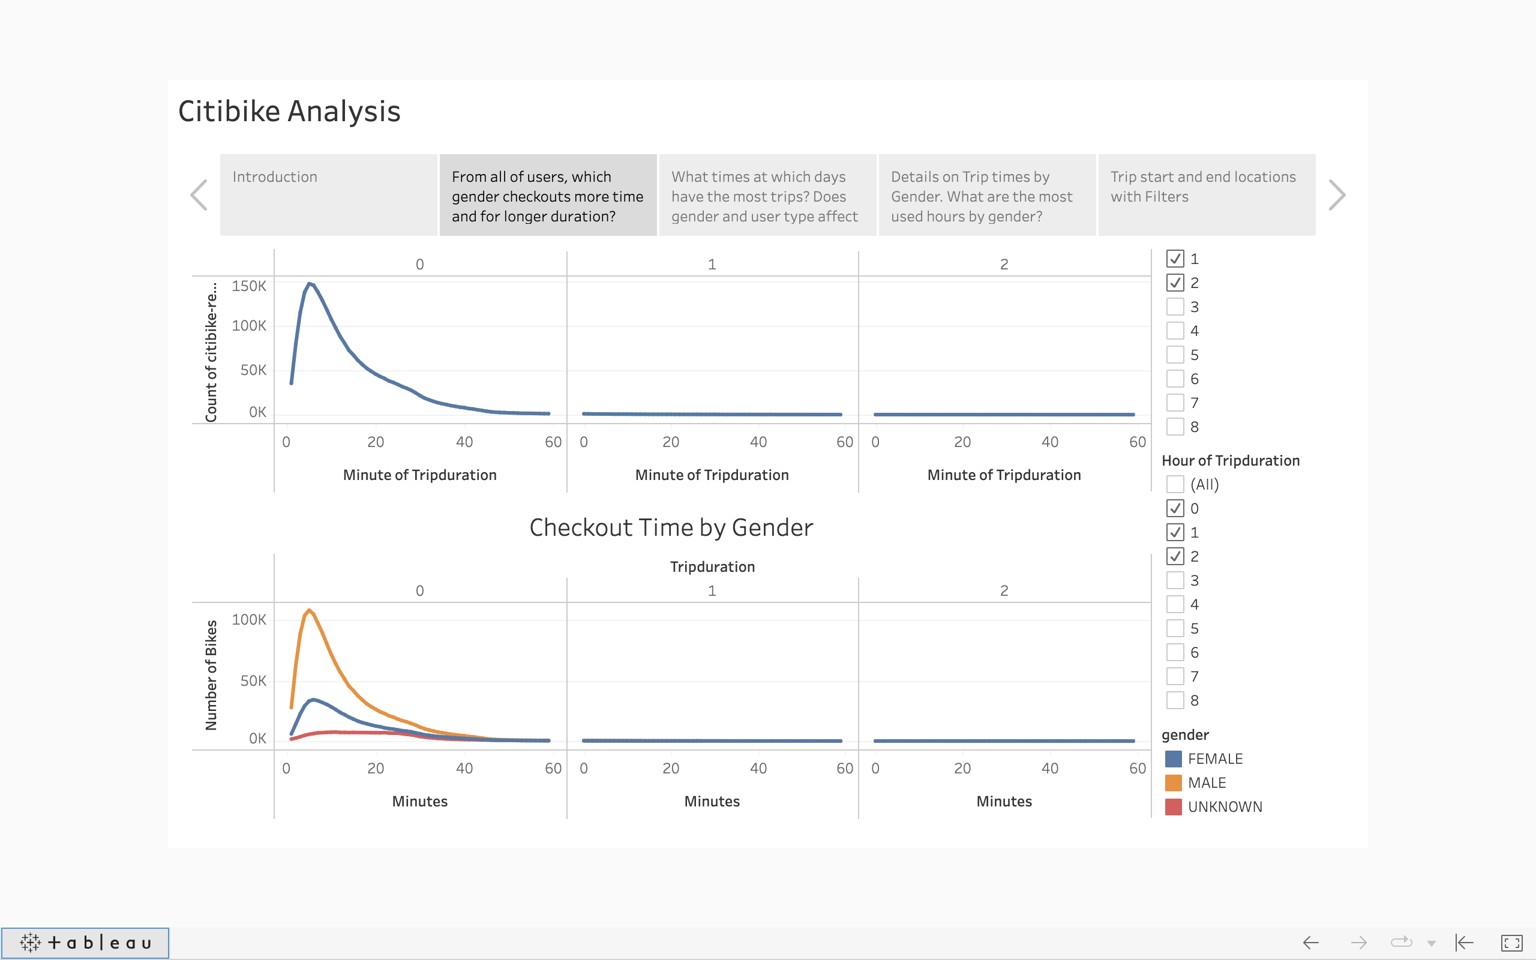 Citibike Analysis
Introduction
From all of users, which
gender checkouts more time
and for longer duration?
What times at which days
have the most trips? Does
gender and user type affect
Details on Trip times by
Gender. What are the most
used hours by gender?
Trip start and end locations
with Filters
0
1
2
Count of citibike-re...
150K
100K
50K
0K
0
20
40
60
0
20
40
60
0
20
40
60
Minute of Tripduration
Minute of Tripduration
Minute of Tripduration
Checkout Time by Gender
Tripduration
0
1
2
Number of Bikes
100K
50K
0K
0
20
40
60
0
20
40
60
0
20
40
60
Minutes
Minutes
Minutes
1
2
3
4
5
6
7
8
Hour of Tripduration
(All)
0
1
2
3
4
5
6
7
8
gender
FEMALE
MALE
UNKNOWN
+ableau